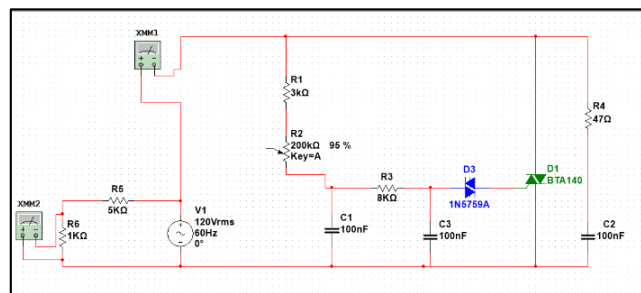 XMM1
R1
3kΩ
R2
200kΩ 95 %
Key=A
R4
47Ω
D3
1N5759A
D1
BTA140
R3
8KΩ
R5
5KΩ
XMM2
R6
1KΩ
V1
120Vrms
60Hz
0°
C1
100nF
C3
100nF
C2
100nF